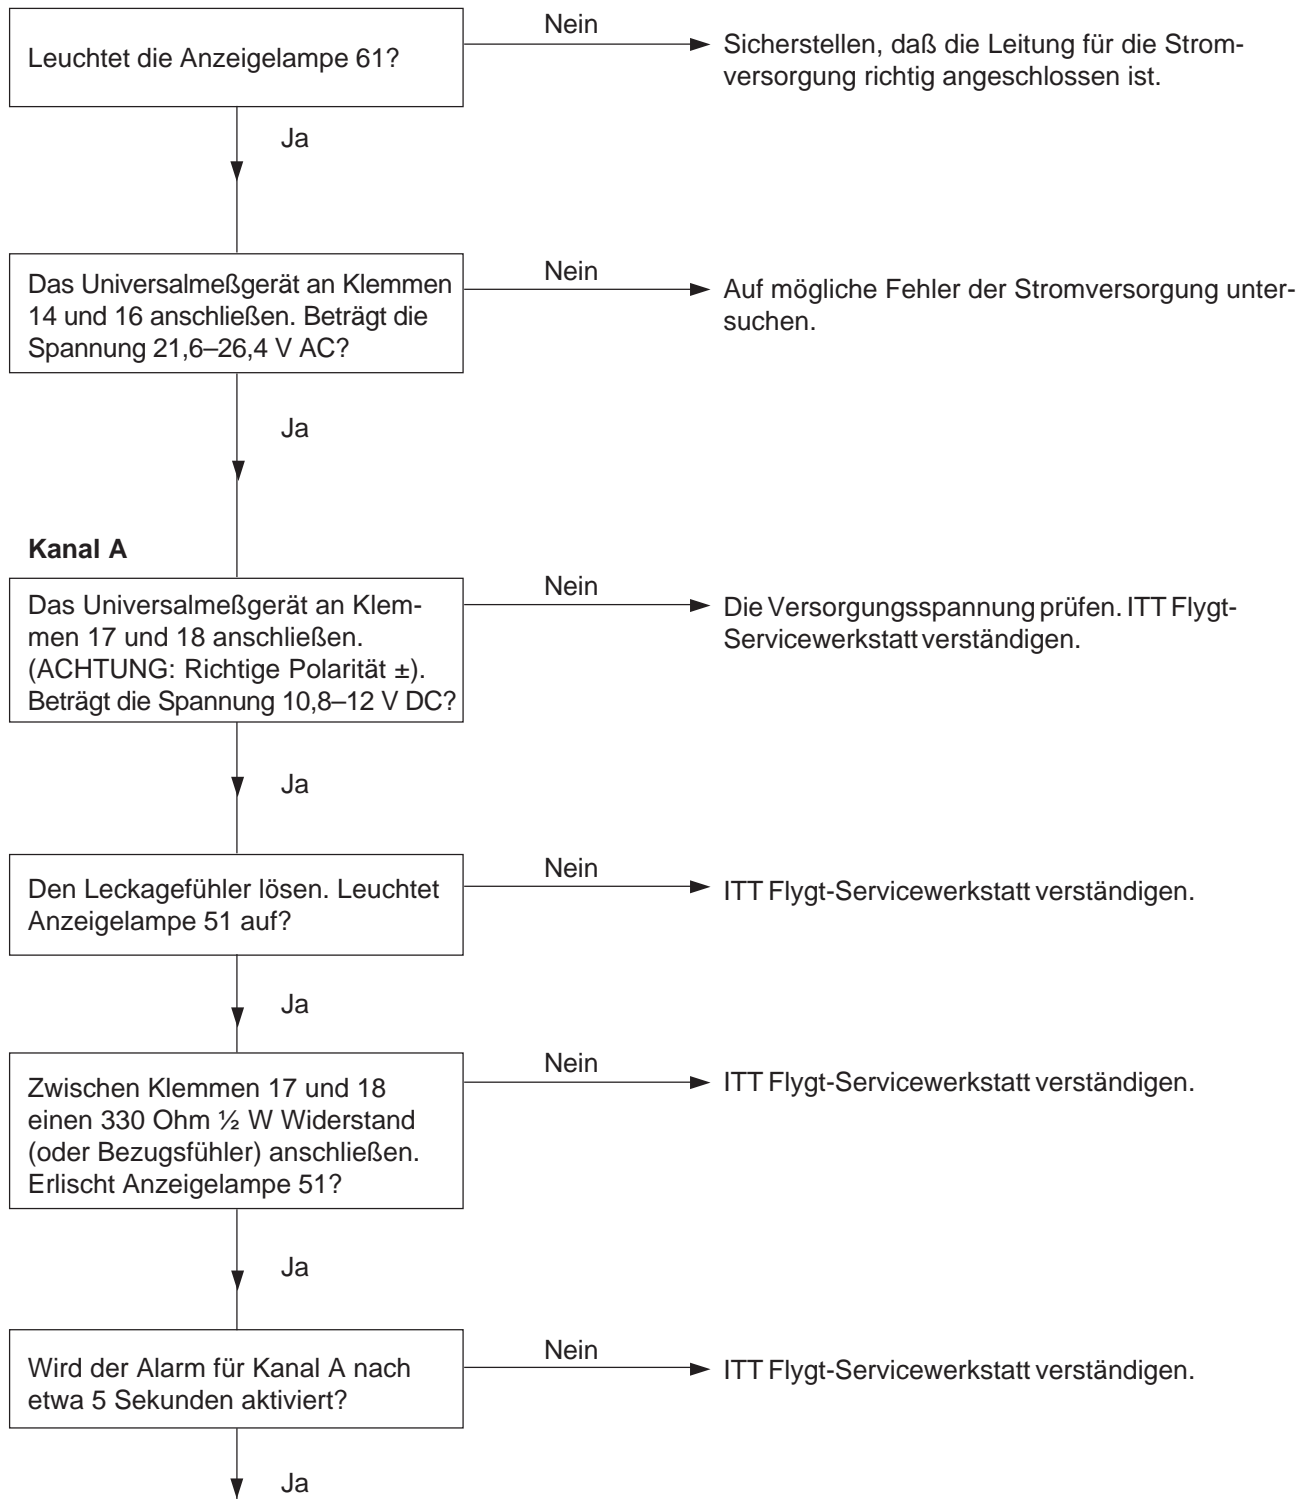 Leuchtet die Anzeigelampe 61?
Nein
Sicherstellen, daß die Leitung für die Strom-
versorgung richtig angeschlossen ist.
Ja
Das Universalmeßgerät an Klemmen
14 und 16 anschließen. Beträgt die
Spannung 21,6–26,4 V AC?
Nein
Auf mögliche Fehler der Stromversorgung unter-
suchen.
Ja
Kanal A
Das Universalmeßgerät an Klem-
men 17 und 18 anschließen.
(ACHTUNG: Richtige Polarität ±).
Beträgt die Spannung 10,8–12 V DC?
Nein
Die Versorgungsspannung prüfen. ITT Flygt-
Servicewerkstatt verständigen.
Ja
Den Leckagefühler lösen. Leuchtet
Anzeigelampe 51 auf?
Nein
ITT Flygt-Servicewerkstatt verständigen.
Ja
Zwischen Klemmen 17 und 18
einen 330 Ohm ½ W Widerstand
(oder Bezugsfühler) anschließen.
Erlischt Anzeigelampe 51?
Nein
ITT Flygt-Servicewerkstatt verständigen.
Ja
Wird der Alarm für Kanal A nach
etwa 5 Sekunden aktiviert?
Nein
ITT Flygt-Servicewerkstatt verständigen.
Ja